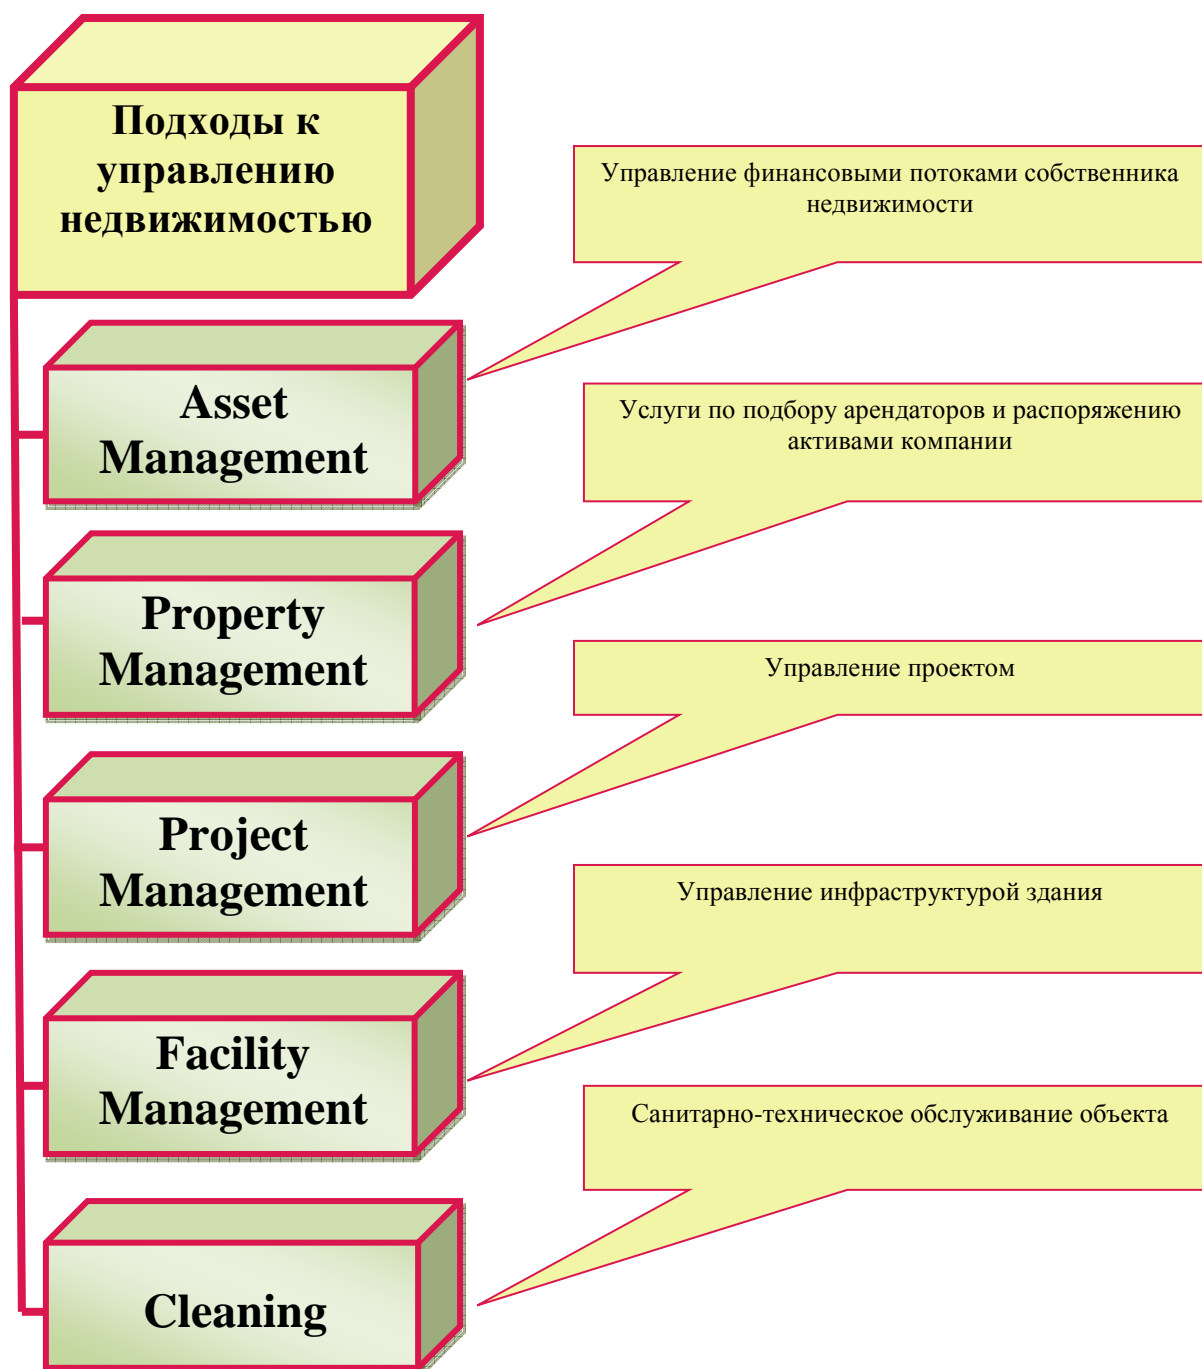 Подходы к
управлению
недвижимостью
Управление финансовыми потоками собственника
недвижимости
Asset
Management
Услуги по подбору арендаторов и распоряжению
активами компании
Property
Management
Управление проектом
Project
Management
Управление инфраструктурой здания
Facility
Management
Санитарно-техническое обслуживание объекта
Cleaning